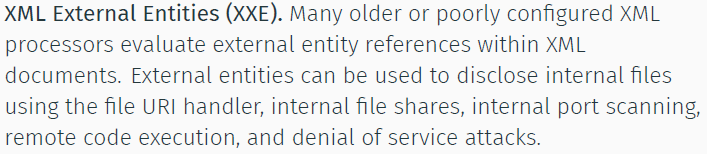 XML External Entities (XXE). Many older or poorly configured XML
processors evaluate external entity references within XML
documents. External entities can be used to disclose internal files
using the file URI handler, internal file shares, internal port scanning,
remote code execution, and denial of service attacks.